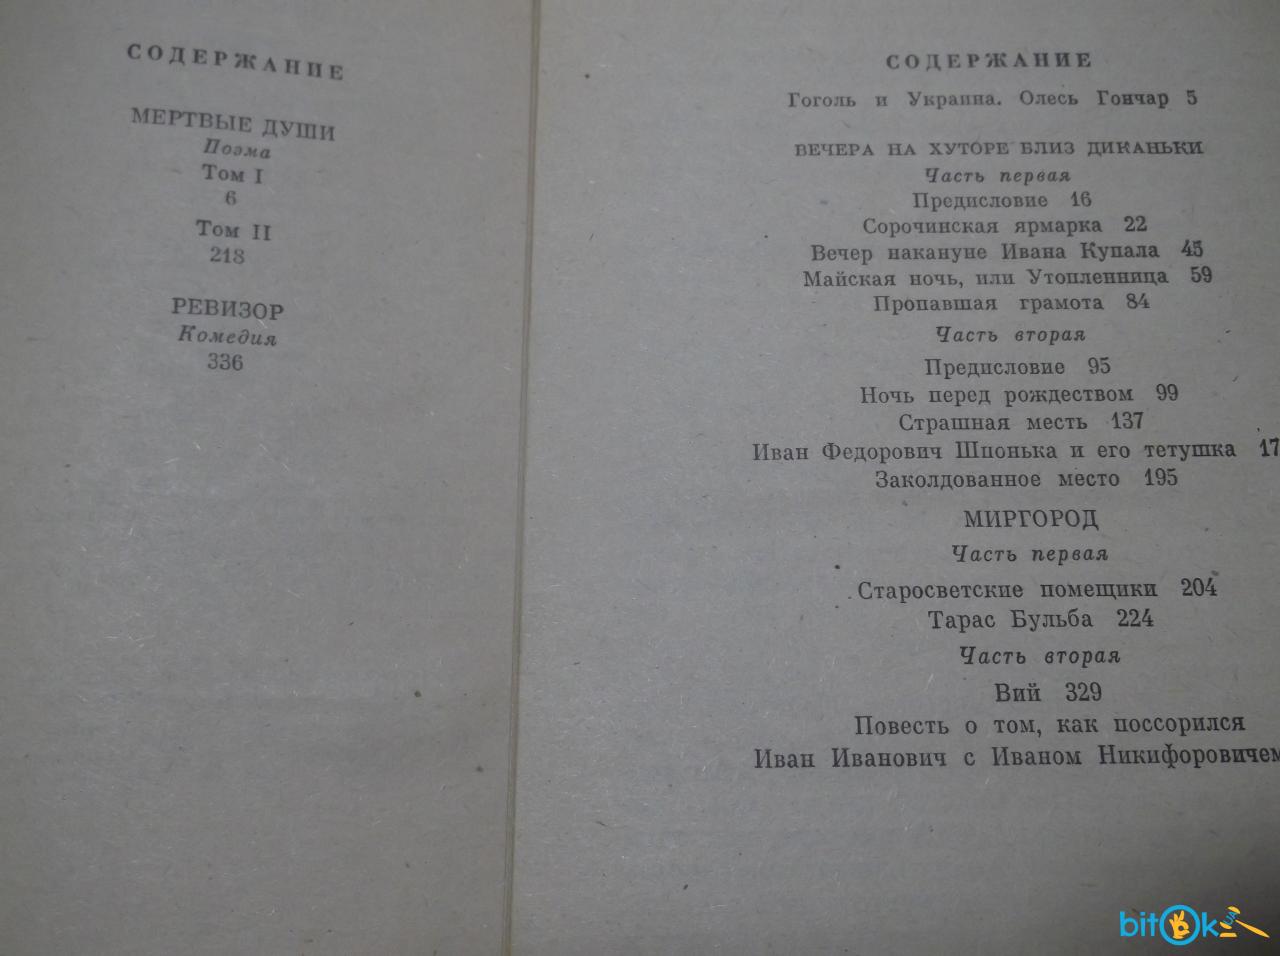 СОДЕРЖАНИЕ
МЕРТВЫЕ ДУШИ
Поэма
Том I
6
Том II
218
РЕВИЗОР
Комедия
336
СОДЕРЖАНИЕ
Гоголь и Украина. Олесь Гончар 5
ВЕЧЕРА НА ХУТОРЕ БЛИЗ ДИКАНЬКИ
Часть первая
Предисловие 16
Сорочинская ярмарка 22
Вечер накануне Ивана Купала 45
Майская ночь, или Утопленница 59
Пропавшая грамота 84
Часть вторая
Предисловие 95
Ночь перед рождеством 99
Страшная месть 137
Иван Федорович Шпонька и его тетушка 17
Заколдованное место 195
МИРГОРОД
Часть первая
Старосветские помещики 204
Тарас Бульба 224
Часть вторая
Вий 329
Повесть о том, как поссорился
Иван Иванович с Иваном Никифоровичем
bitOk UA